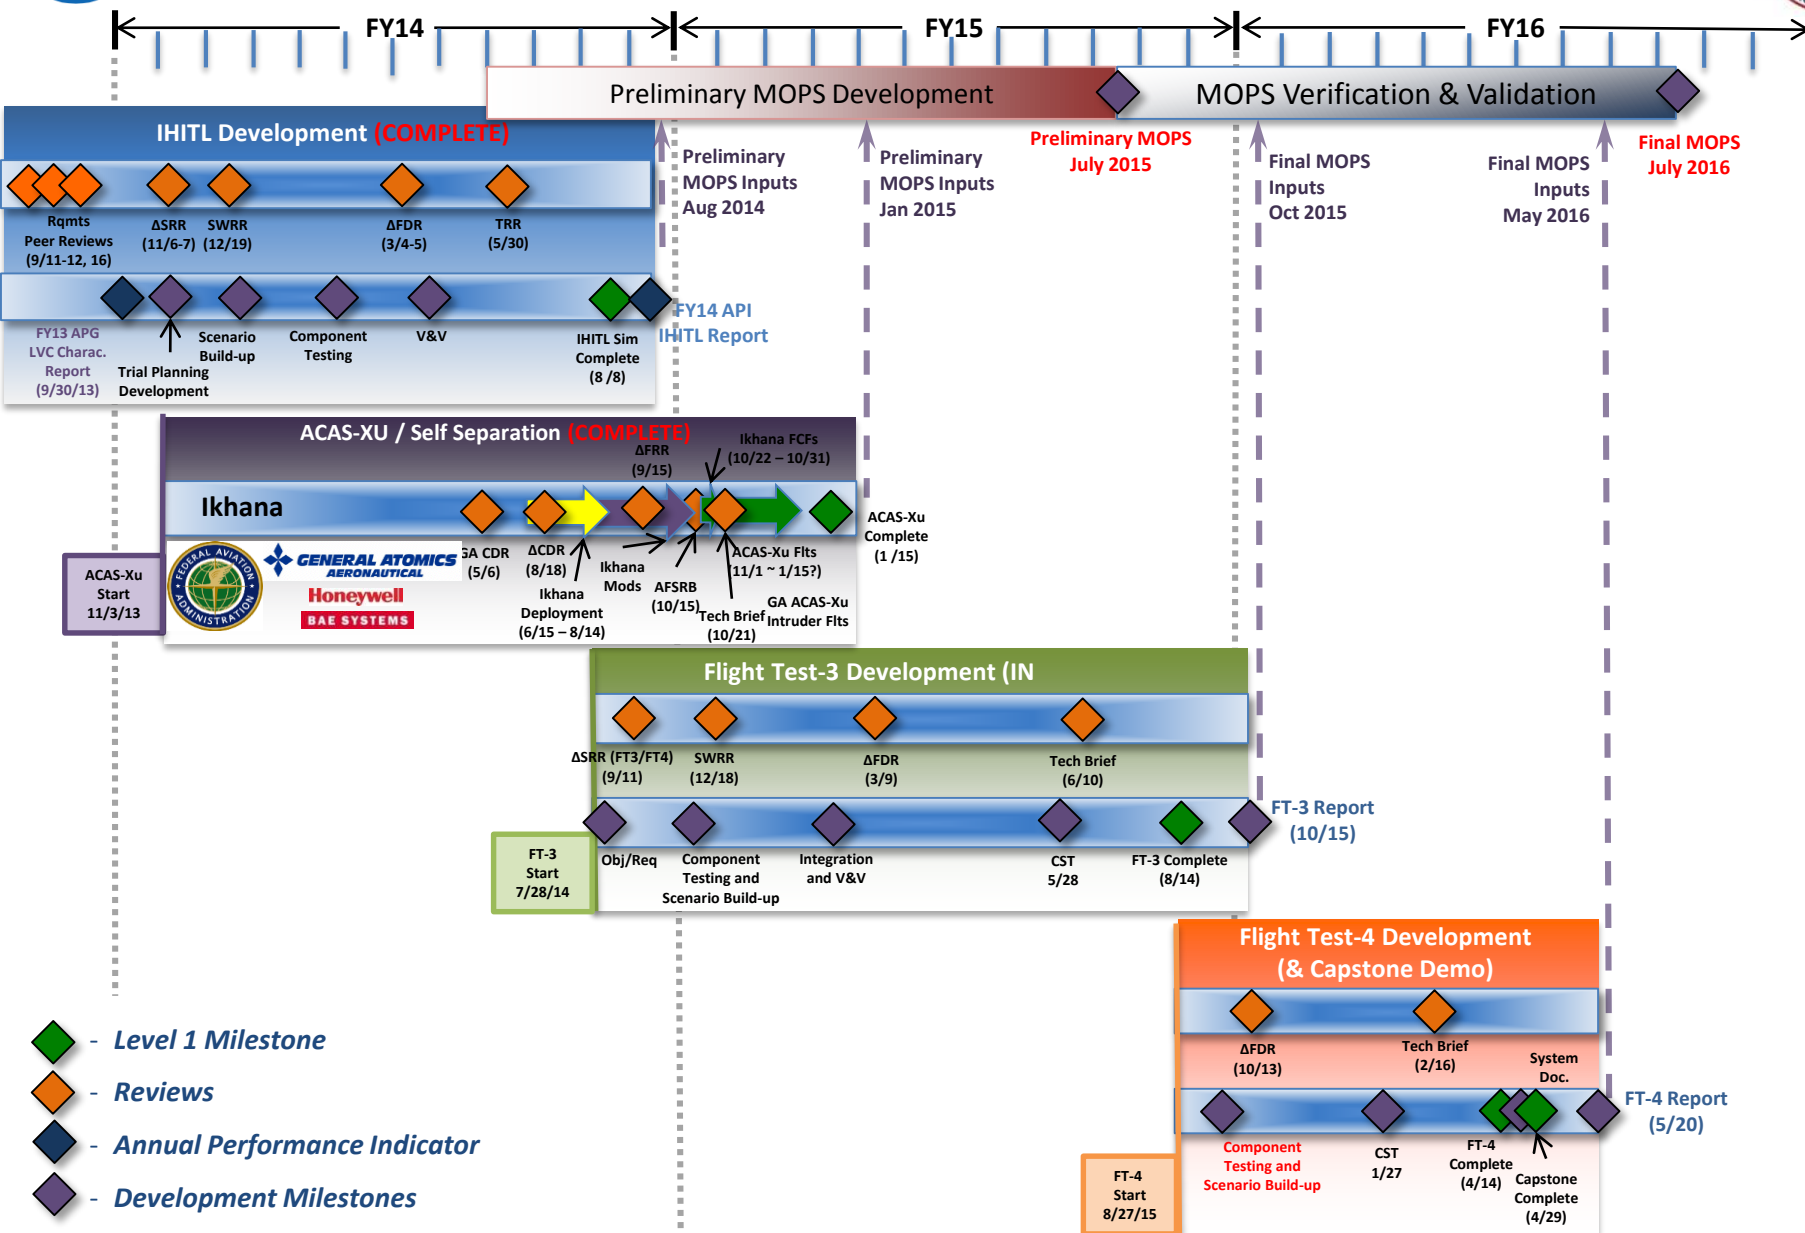 FY14
FY15
FY16
Preliminary MOPS Development
MOPS Verification & Validation
Preliminary MOPS
July 2015
Final MOPS
July 2016
Preliminary
MOPS Inputs
Aug 2014
Preliminary
MOPS Inputs
Jan 2015
Final MOPS
Inputs
Oct 2015
Final MOPS
Inputs
May 2016
IHITL Development (COMPLETE)
Rqmts
Peer Reviews
(9/11-12, 16)
ΔSRR
(11/6-7)
SWRR
(12/19)
ΔFDR
(3/4-5)
TRR
(5/30)
FY13 APG
LVC Charac.
Report
(9/30/13)
Trial Planning
Development
Scenario
Build-up
Component
Testing
V&V
IHITL Sim
Complete
(8 /8)
FY14 API
IHITL Report
ACAS-XU / Self Separation (COMPLETE)
ΔFRR
(9/15)
Ikhana FCFs
(10/22 – 10/31)
Ikhana
ACAS-Xu
Start
11/3/13
FEDERAL AVIATION
ADMINISTRATION
GENERAL ATOMICS
AERONAUTICAL
Honeywell
BAE SYSTEMS
GA CDR
(5/6)
ΔCDR
(8/18)
Ikhana
Deployment
(6/15 – 8/14)
Ikhana
Mods
AFSRB
(10/15)
Tech Brief
(10/21)
ACAS-Xu Flts
(11/1 ~ 1/15?)
GA ACAS-Xu
Intruder Flts
ACAS-Xu
Complete
(1 /15)
Flight Test-3 Development (IN
ΔSRR (FT3/FT4)
(9/11)
SWRR
(12/18)
ΔFDR
(3/9)
Tech Brief
(6/10)
FT-3
Start
7/28/14
Obj/Req
Component
Testing and
Scenario Build-up
Integration
and V&V
CST
5/28
FT-3 Complete
(8/14)
FT-3 Report
(10/15)
Flight Test-4 Development
(& Capstone Demo)
ΔFDR
(10/13)
Tech Brief
(2/16)
System
Doc.
FT-4
Start
8/27/15
Component
Testing and
Scenario Build-up
CST
1/27
FT-4
Complete
(4/14)
Capstone
Complete
(4/29)
FT-4 Report
(5/20)
- Level 1 Milestone
- Reviews
- Annual Performance Indicator
- Development Milestones